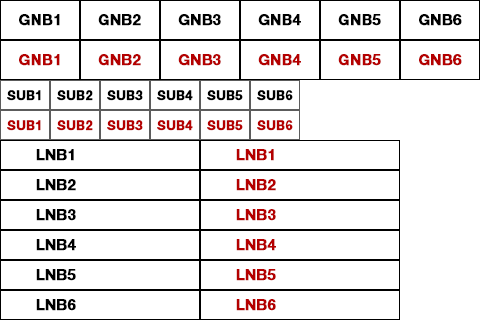 GNB1 GNB2 GNB3 GNB4 GNB5 GNB6
GNB1 GNB2 GNB3 GNB4 GNB5 GNB6
SUB1 SUB2 SUB3 SUB4 SUB5 SUB6
SUB1 SUB2 SUB3 SUB4 SUB5 SUB6
LNB1 LNB1
LNB2 LNB2
LNB3 LNB3
LNB4 LNB4
LNB5 LNB5
LNB6 LNB6